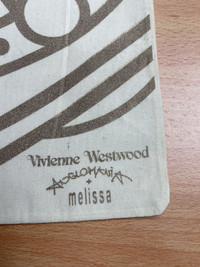 Vivienne Westwood
ANGLOMANIA
+
melissa